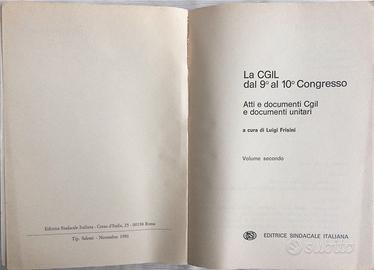 Editrice Sindacale Italiana - Corso d'Italia, 25 - 00198 Roma
Tip. Salemi - Novembre 1981
La CGIL
dal 9° al 10° Congresso
Atti e documenti Cgil
e documenti unitari
a cura di Luigi Frisini
Volume secondo
ESI EDITRICE SINDACALE ITALIANA
subito